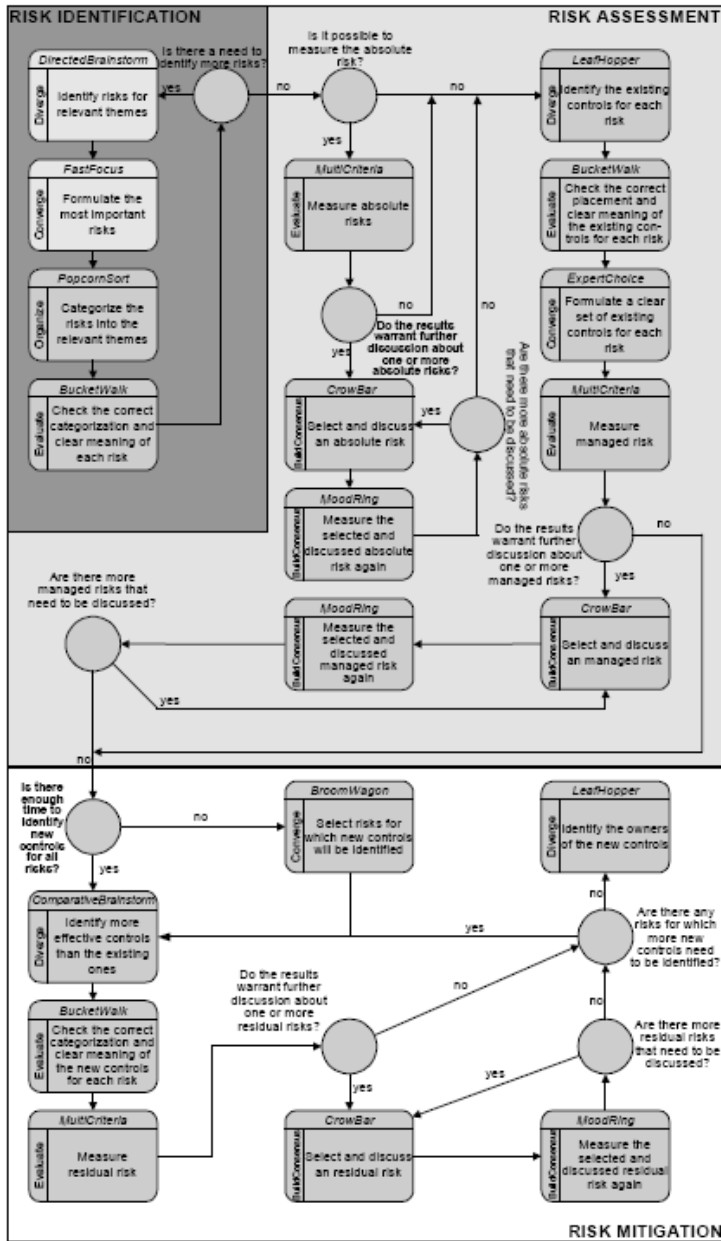 RISK IDENTIFICATION
RISK ASSESSMENT
Is there a need to
identify more risks?
yes
no
DirectedBrainstorm
Diverge
Identify risks for
relevant themes
FastFocus
Converge
Formulate the
most important
risks
PopcornSort
Organize
Categorize the
risks into the
relevant themes
BucketWalk
Evaluate
Check the correct
categorization and
clear meaning of
each risk
Is it possible to
measure the absolute
risk?
no
yes
MultiCriteria
Evaluate
Measure absolute
risks
no
Do the results
warrant further
discussion about
one or more
absolute risks?
yes
CrowBar
BuildConsensus
Select and discuss
an absolute risk
yes
no
Are there more absolute risks
that need to be discussed?
MoodRing
BuildConsensus
Measure the
selected and
discussed absolute
risk again
LeafHopper
Diverge
Identify the existing
controls for each
risk
BucketWalk
Evaluate
Check the correct
placement and
clear meaning of
the existing con-
trols for each risk
ExpertChoice
Converge
Formulate a clear
set of existing
controls for each
risk
MultiCriteria
Evaluate
Measure
managed risk
Do the results
warrant further
discussion about
one or more
managed risks?
no
yes
CrowBar
BuildConsensus
Select and discuss
an managed risk
MoodRing
BuildConsensus
Measure the
selected and
discussed
managed risk
again
Are there more
managed risks that
need to be discussed?
yes
no
Is there
enough
time to
identify
new
controls
for all
risks?
no
yes
BroomWagon
Converge
Select risks for
which new controls
will be identified
LeafHopper
Diverge
Identify the owners
of the new controls
no
ComparativeBrainstorm
Diverge
Identify more
effective controls
than the existing
ones
yes
Are there any
risks for which
more new
controls need
to be identified?
BucketWalk
Evaluate
Check the correct
categorization and
clear meaning of
the new controls
for each risk
Do the results
warrant further
discussion about
one or more
residual risks?
no
yes
no
Are there more
residual risks
that need to be
discussed?
yes
MultiCriteria
Evaluate
Measure
residual risk
CrowBar
BuildConsensus
Select and discuss
an residual risk
MoodRing
BuildConsensus
Measure the
selected and
discussed residual
risk again
RISK MITIGATION